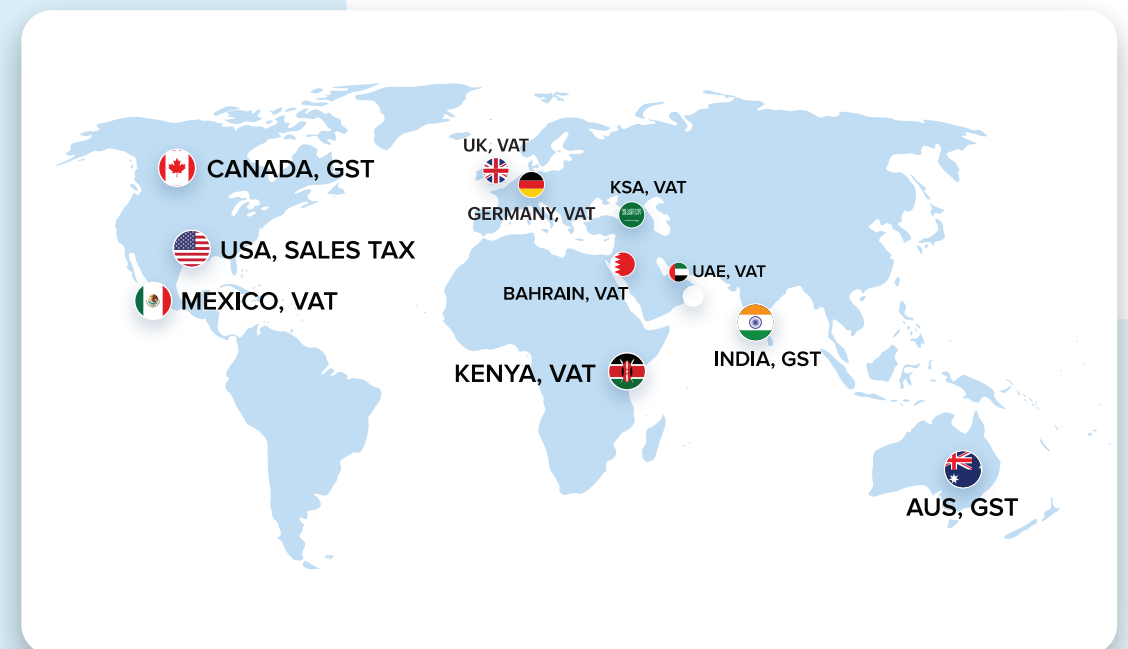 UK, VAT
CANADA, GST
KSA, VAT
GERMANY, VAT
USA, SALES TAX
UAE, VAT
BAHRAIN, VAT
MEXICO, VAT
INDIA, GST
KENYA, VAT
AUS, GST